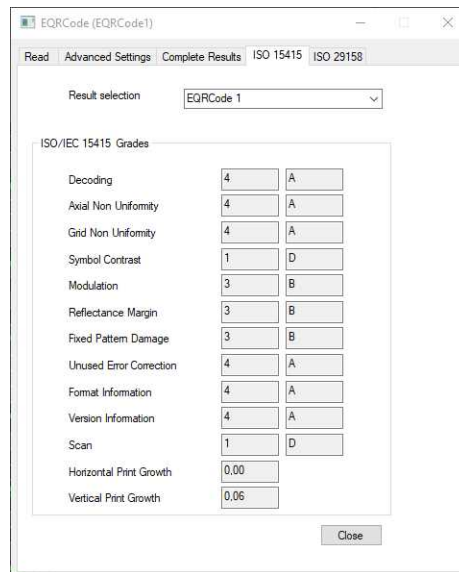 EQRCode (EQRCode1)
Read Advanced Settings Complete Results ISO 15415 ISO 29158
Result selection EQRCode 1
ISO/IEC 15415 Grades
Decoding 4 A
Axial Non Uniformity 4 A
Grid Non Uniformity 4 A
Symbol Contrast 1 D
Modulation 3 B
Reflectance Margin 3 B
Fixed Pattern Damage 3 B
Unused Error Correction 4 A
Format Information 4 A
Version Information 4 A
Scan 1 D
Horizontal Print Growth 0,00
Vertical Print Growth 0,06
Close